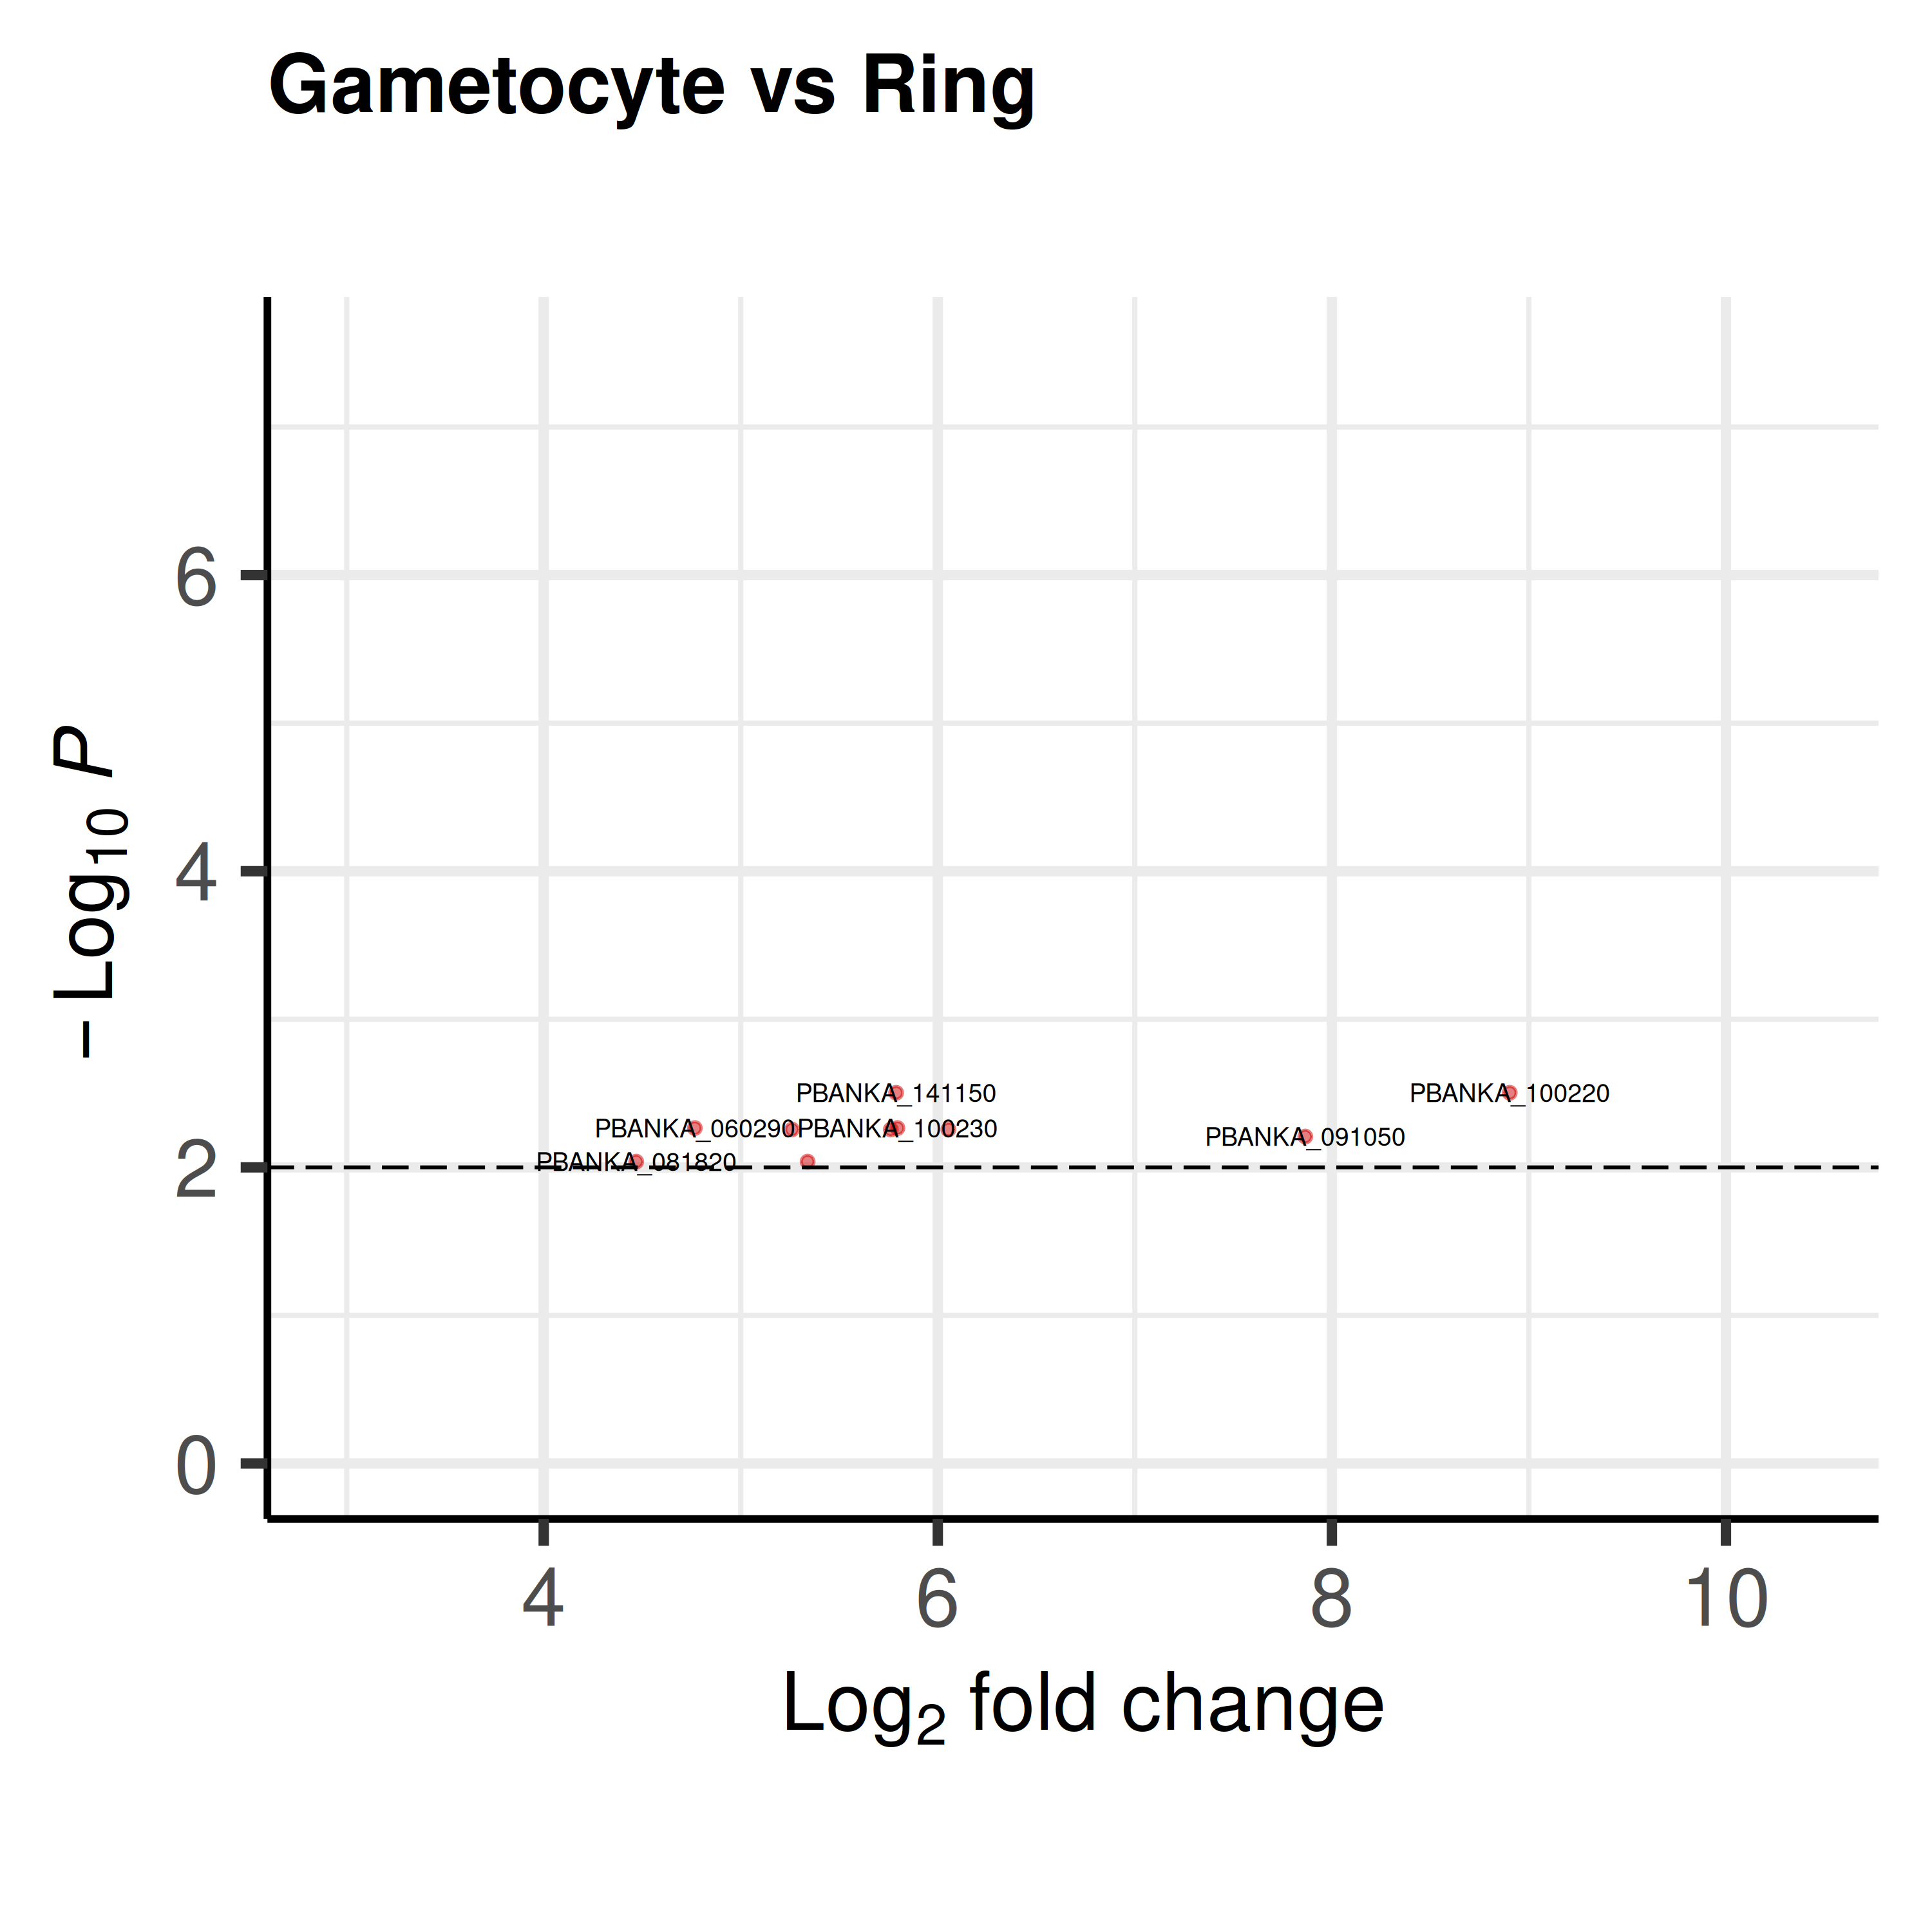 Gametocyte vs Ring
− Log10 P
6
4
2
0
PBANKA_141150
PBANKA_100220
PBANKA_060290
PBANKA_100230
PBANKA_091050
PBANKA_081820
4
6
8
10
Log2 fold change